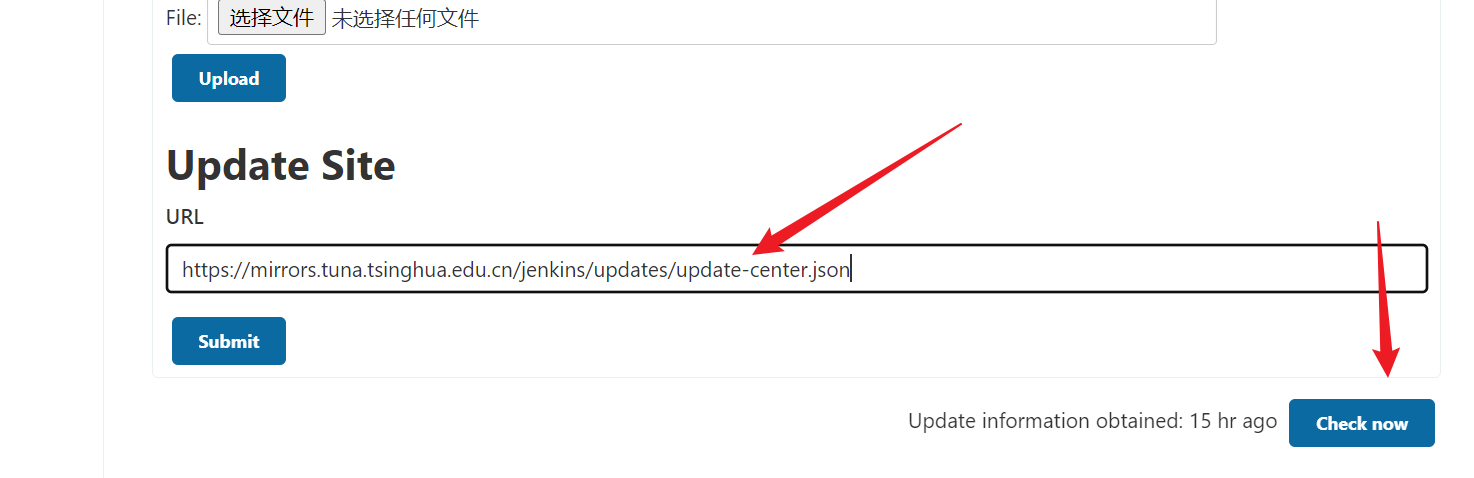 File: 选择文件 未选择任何文件
Upload
Update Site
URL
https://mirrors.tuna.tsinghua.edu.cn/jenkins/updates/update-center.json
Submit
Update information obtained: 15 hr ago Check now